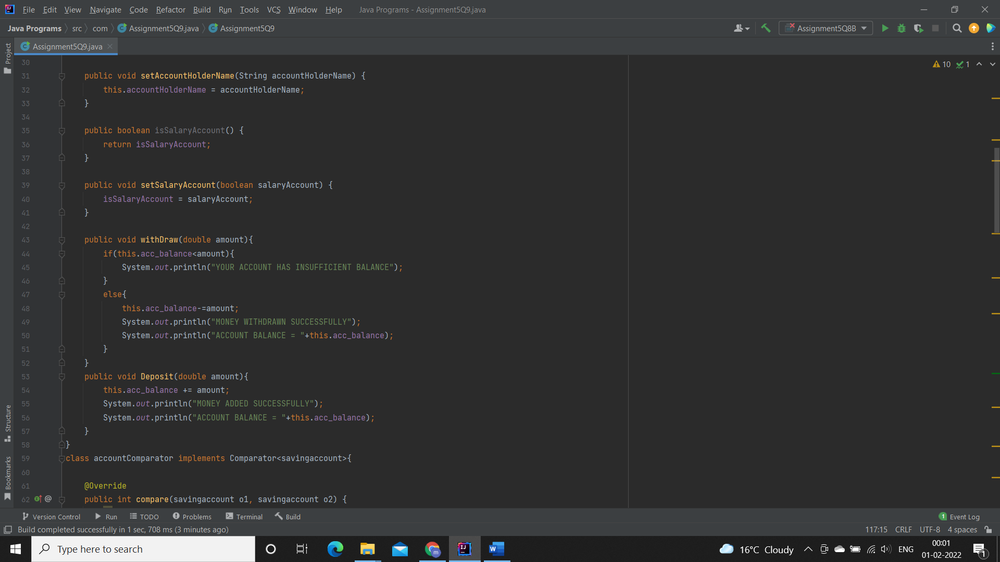 File Edit View Navigate Code Refactor Build Run Tools VCS Window Help Java Programs - Assignment5Q9.java
Java Programs src com Assignment5Q9.java Assignment5Q9 Assignment5Q8B
Project
Assignment5Q9.java
10 1
30
31 public void setAccountHolderName(String accountHolderName) {
32 this.accountHolderName = accountHolderName;
33 }
34
35 public boolean isSalaryAccount() {
36 return isSalaryAccount;
37 }
38
39 public void setSalaryAccount(boolean salaryAccount) {
40 isSalaryAccount = salaryAccount;
41 }
42
43 public void withDraw(double amount){
44 if(this.acc_balance<amount){
45 System.out.println("YOUR ACCOUNT HAS INSUFFICIENT BALANCE");
46 }
47 else{
48 this.acc_balance-=amount;
49 System.out.println("MONEY WITHDRAWN SUCCESSFULLY");
50 System.out.println("ACCOUNT BALANCE = "+this.acc_balance);
51 }
52 }
53 public void Deposit(double amount){
54 this.acc_balance += amount;
55 System.out.println("MONEY ADDED SUCCESSFULLY");
56 System.out.println("ACCOUNT BALANCE = "+this.acc_balance);
57 }
58 }
59 class accountComparator implements Comparator<savingaccount>{
60
61 @Override
62 @ public int compare(savingaccount o1, savingaccount o2) {
Structure
Bookmarks
Version Control Run TODO Problems Terminal Build 1 Event Log
Build completed successfully in 1 sec, 708 ms (3 minutes ago) 117:15 CRLF UTF-8 4 spaces
Type here to search 16°C Cloudy ENG 00:01
01-02-2022 1